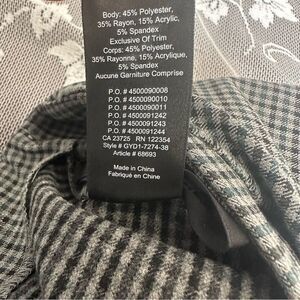 Body: 45% Polyester,
35% Rayon, 15% Acrylic,
5% Spandex
Exclusive Of Trim
Corps: 45% Polyester,
35% Rayonne, 15% Acrylique,
5% Spandex
Aucune Garniture Comprise
P.O. # 4500090008
P.O. # 4500090010
P.O. # 4500090011
P.O. # 4500091242
P.O. # 4500091243
P.O. # 4500091244
CA 23725 RN 122354
Style # GYD1-7274-38
Article # 68693
Made in China
Fabriqué en Chine